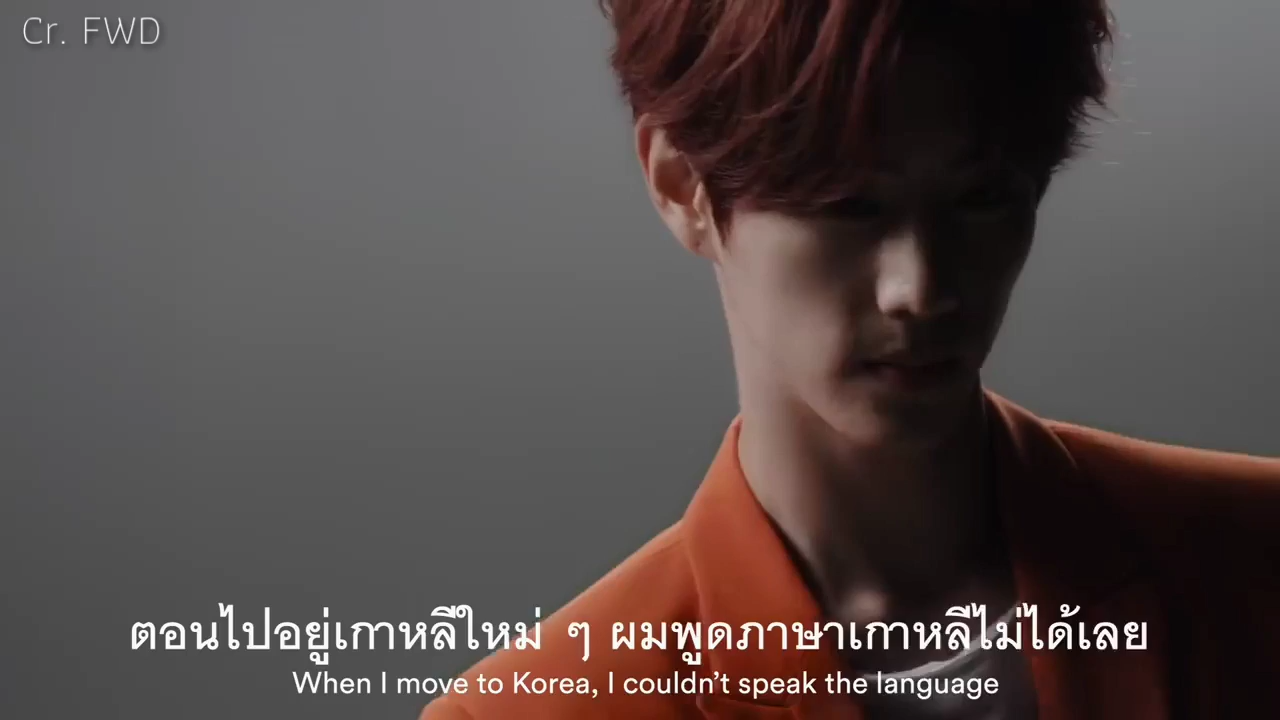 Cr. FWD
ตอนไปอยู่เกาหลีใหม่ ๆ ผมพูดภาษาเกาหลีไม่ได้เลย
When I move to Korea, I couldn't speak the language